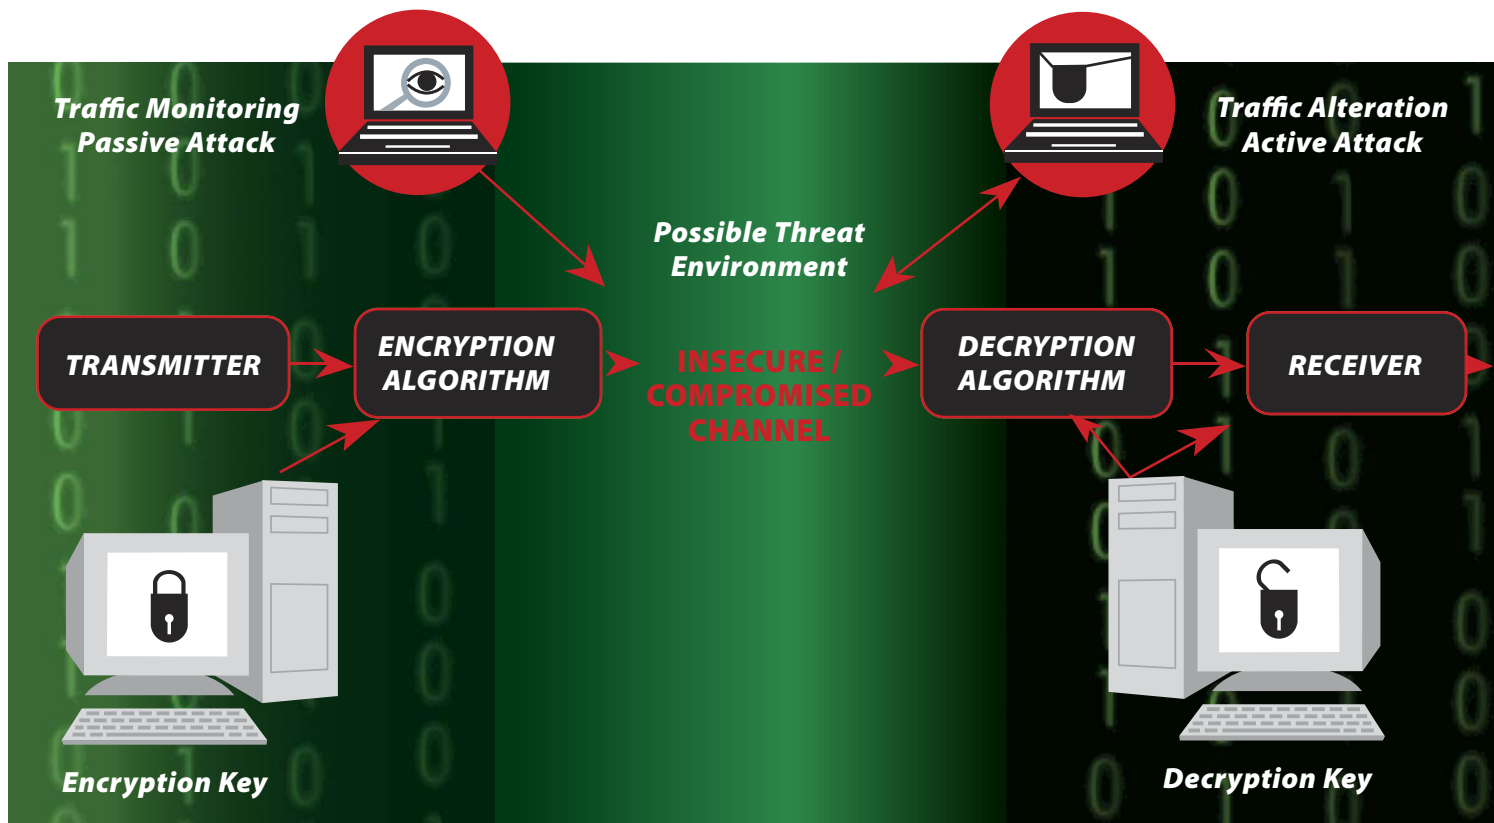 Traffic Monitoring
Passive Attack
Traffic Alteration
Active Attack
Possible Threat
Environment
TRANSMITTER
ENCRYPTION
ALGORITHM
INSECURE /
COMPROMISED
CHANNEL
DECRYPTION
ALGORITHM
RECEIVER
Encryption Key
Decryption Key